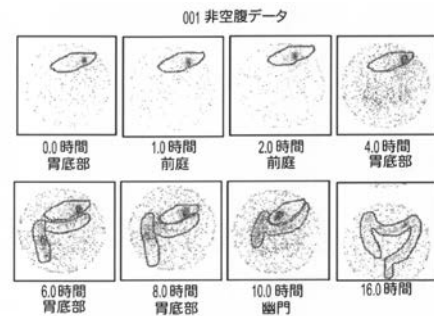 001 非空腹データ
0.0 時間 1.0 時間 2.0 時間 4.0 時間
胃底部 前庭 前庭 胃底部
6.0 時間 8.0 時間 10.0 時間 16.0 時間
胃底部 胃底部 幽門